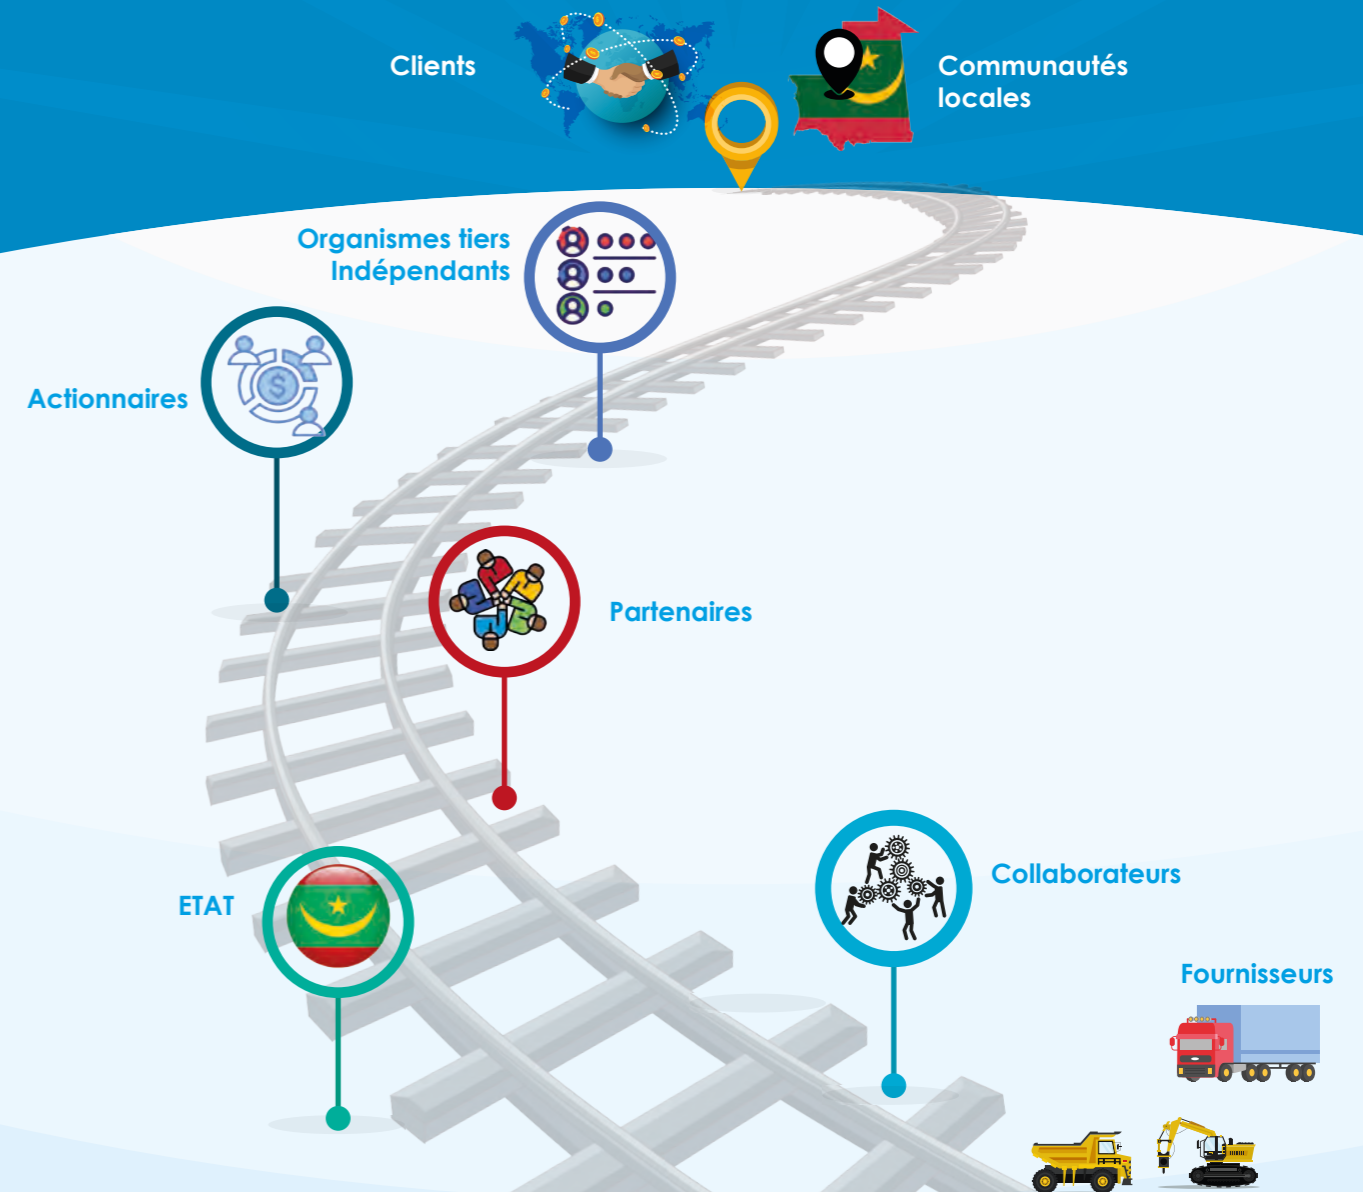 Clients
Communautés
locales
Organismes tiers
Indépendants
Actionnaires
Partenaires
ETAT
Collaborateurs
Fournisseurs